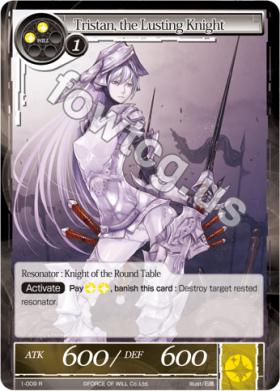 Tristan, the Lusting Knight
WILL
1
fowtcg.us
Resonator : Knight of the Round Table
Activate Pay , banish this card : Destroy target rested
resonator.
ATK 600/ DEF 600
1-009 R ©FORCE OF WILL Co.,Ltd.